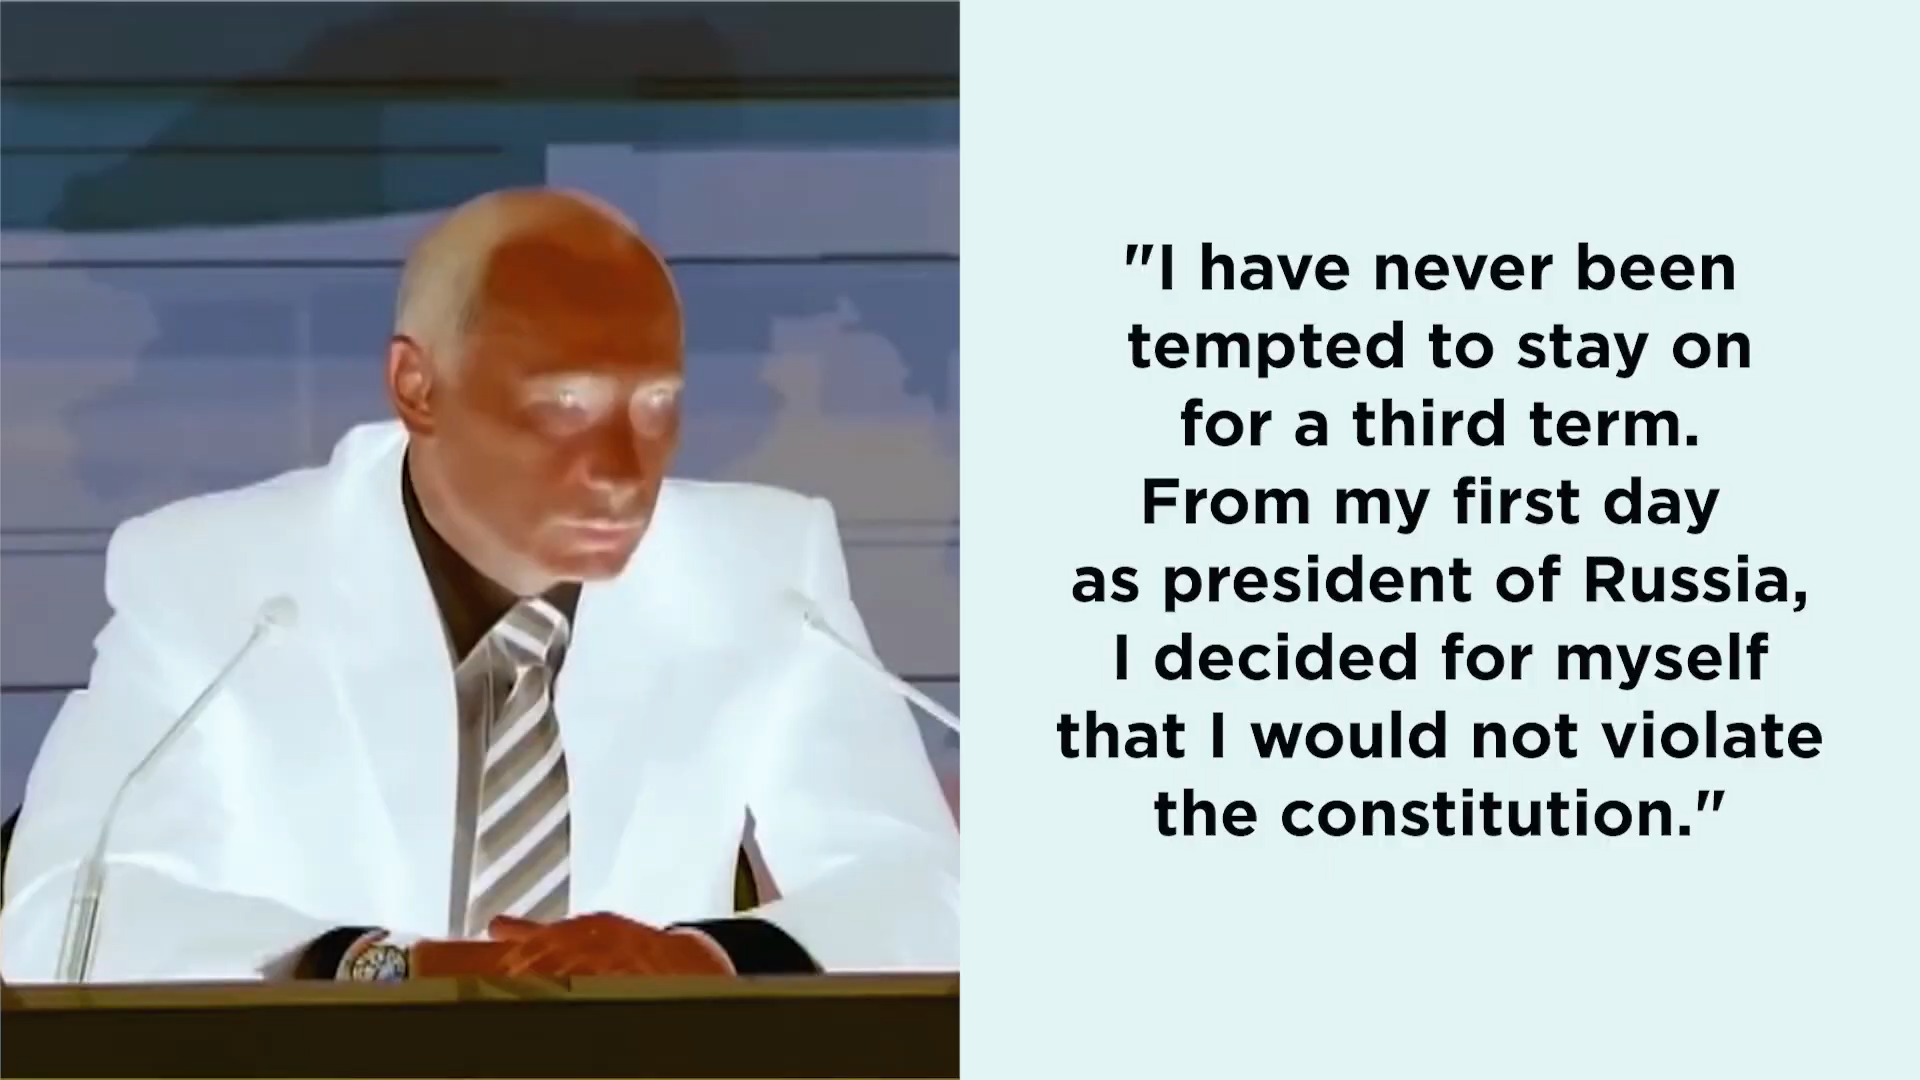 "I have never been
tempted to stay on
for a third term.
From my first day
as president of Russia,
I decided for myself
that I would not violate
the constitution."